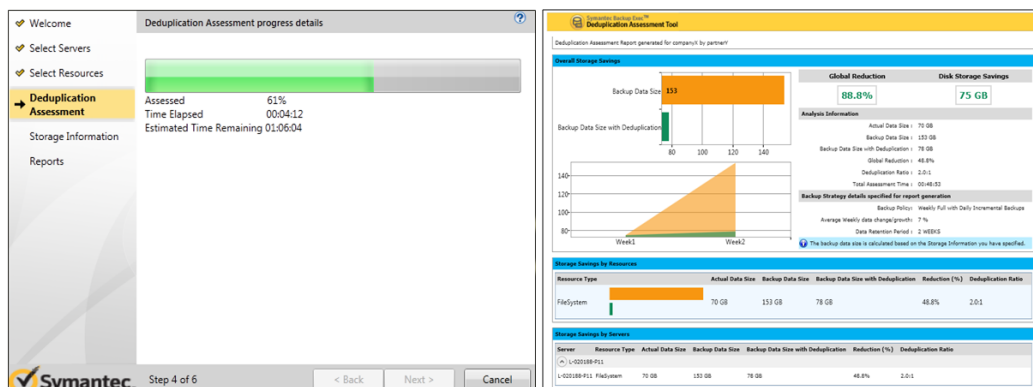 Welcome
Select Servers
Select Resources
Deduplication
Assessment
Storage Information
Reports
Symantec.
Deduplication Assessment progress details
Assessed 61%
Time Elapsed 00:04:12
Estimated Time Remaining 01:06:04
Step 4 of 6
< Back
Next >
Cancel
Symantec Backup Exec™
Deduplication Assessment Tool
Deduplication Assessment Report generated for companyX by partnerY
Overall Storage Savings
Backup Data Size 153
Backup Data Size with Deduplication
80 100 120 140
140
120
100
80
Week1 Week2
Global Reduction Disk Storage Savings
88.8% 75 GB
Analysis Information
Actual Data Size : 70 GB
Backup Data Size : 153 GB
Backup Data Size with Deduplication : 78 GB
Global Reduction : 48.8%
Deduplication Ratio : 2.0:1
Total Assessment Time : 00:48:53
Backup Strategy details specified for report generation
Backup Policy: Weekly Full with Daily Incremental Backups
Average Weekly data change/growth: 7 %
Data Retention Period : 2 WEEKS
The backup data size is calculated based on the Storage Information you have specified.
Storage Savings by Resources
Resource Type Actual Data Size Backup Data Size Backup Data Size with Deduplication Reduction (%) Deduplication Ratio
FileSystem 70 GB 153 GB 78 GB 48.8% 2.0:1
Storage Savings by Servers
Server Resource Type Actual Data Size Backup Data Size Backup Data Size with Deduplication Reduction (%) Deduplication Ratio
L-020188-P11
L-020188-P11 FileSystem 70 GB 153 GB 78 GB 48.8% 2.0:1